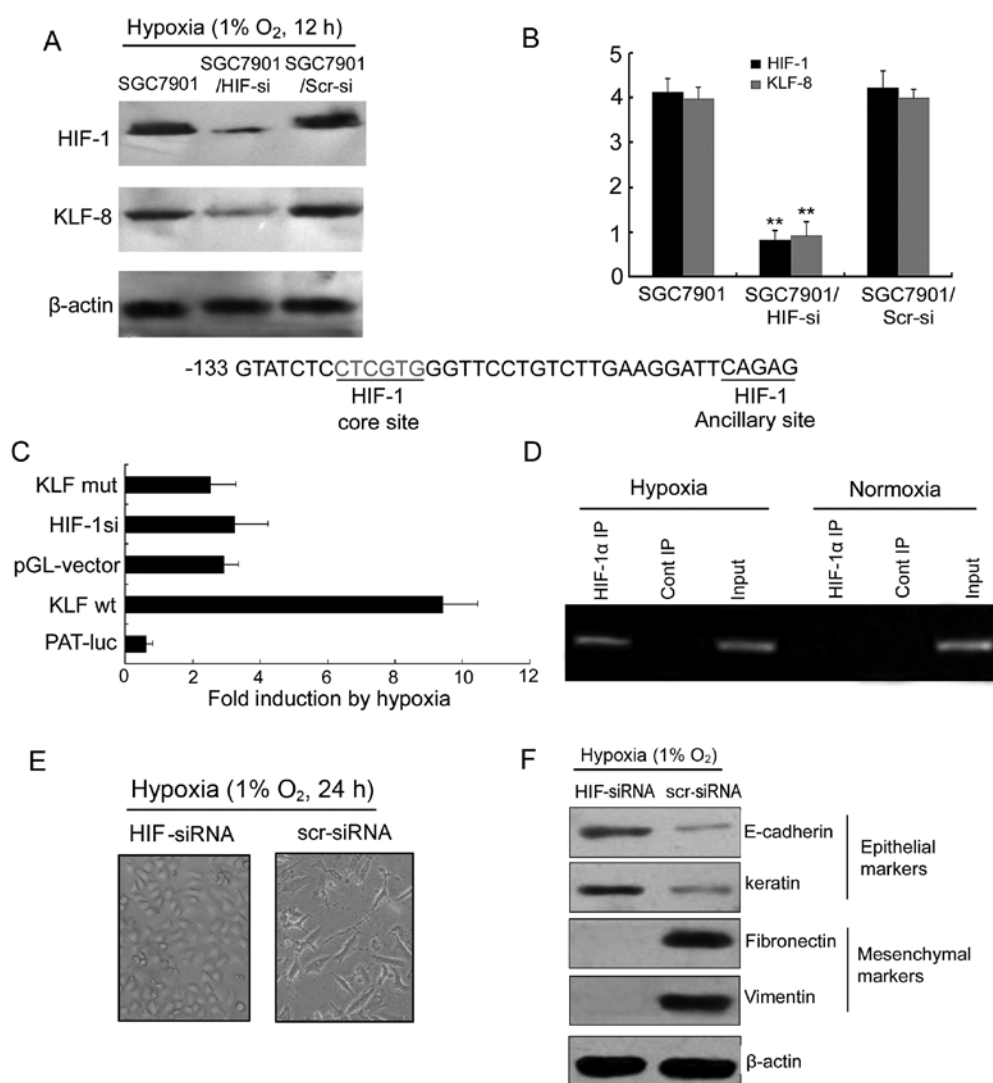 A
Hypoxia (1% O₂, 12 h)
SGC7901
SGC7901
/HIF-si
SGC7901
/Scr-si
HIF-1
KLF-8
β-actin
B
HIF-1
KLF-8
5
4
3
2
1
0
**
**
SGC7901
SGC7901/
HIF-si
SGC7901/
Scr-si
-133 GTATCTCCTCGTGGGTTCCTGTCTTGAAGGATTCAGAG
HIF-1
core site
HIF-1
Ancillary site
C
KLF mut
HIF-1si
pGL-vector
KLF wt
PAT-luc
0 2 4 6 8 10 12
Fold induction by hypoxia
D
Hypoxia
Normoxia
HIF-1α IP
Cont IP
Input
HIF-1α IP
Cont IP
Input
E
Hypoxia (1% O₂, 24 h)
HIF-siRNA
scr-siRNA
F
Hypoxia (1% O₂)
HIF-siRNA scr-siRNA
E-cadherin
keratin
Epithelial
markers
Fibronectin
Vimentin
Mesenchymal
markers
β-actin